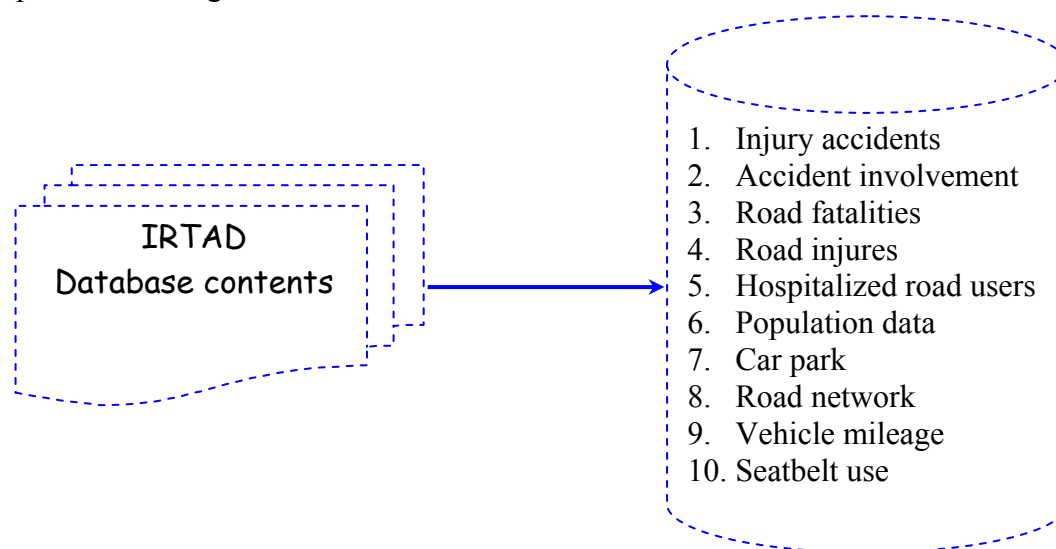 IRTAD
Database contents
1. Injury accidents
2. Accident involvement
3. Road fatalities
4. Road injures
5. Hospitalized road users
6. Population data
7. Car park
8. Road network
9. Vehicle mileage
10. Seatbelt use